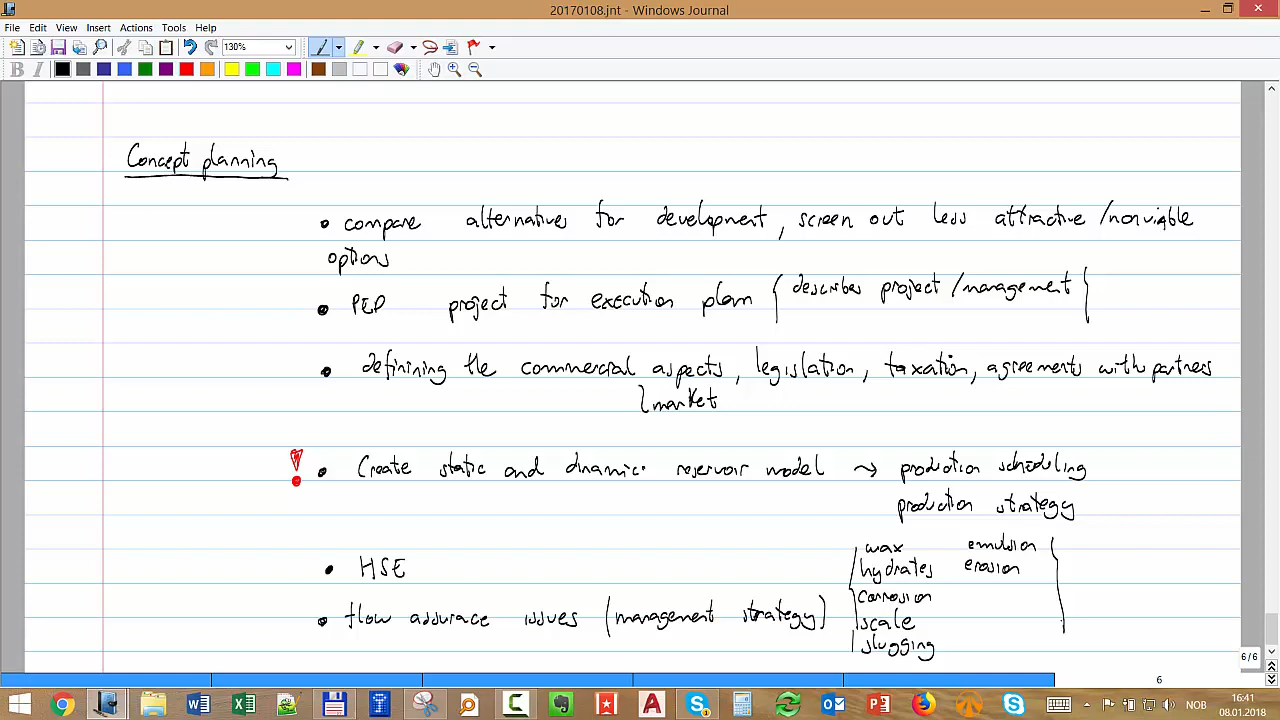 20170108.jnt - Windows Journal
File Edit View Insert Actions Tools Help
130%
B I
Concept planning
• compare alternatives for development, screen out less attractive /nonviable
options
• PEP project for execution plan { describes project /management }
• defining the commercial aspects, legislation, taxation, agreements with partners
market
! • Create static and dinamic reservoir model → production scheduling
production strategy
• HSE
• flow assurace issues (management strategy)
wax emulsion
hydrates erosion
corrosion
scale
slugging
6/6
6
NOB
16:41
08.01.2018